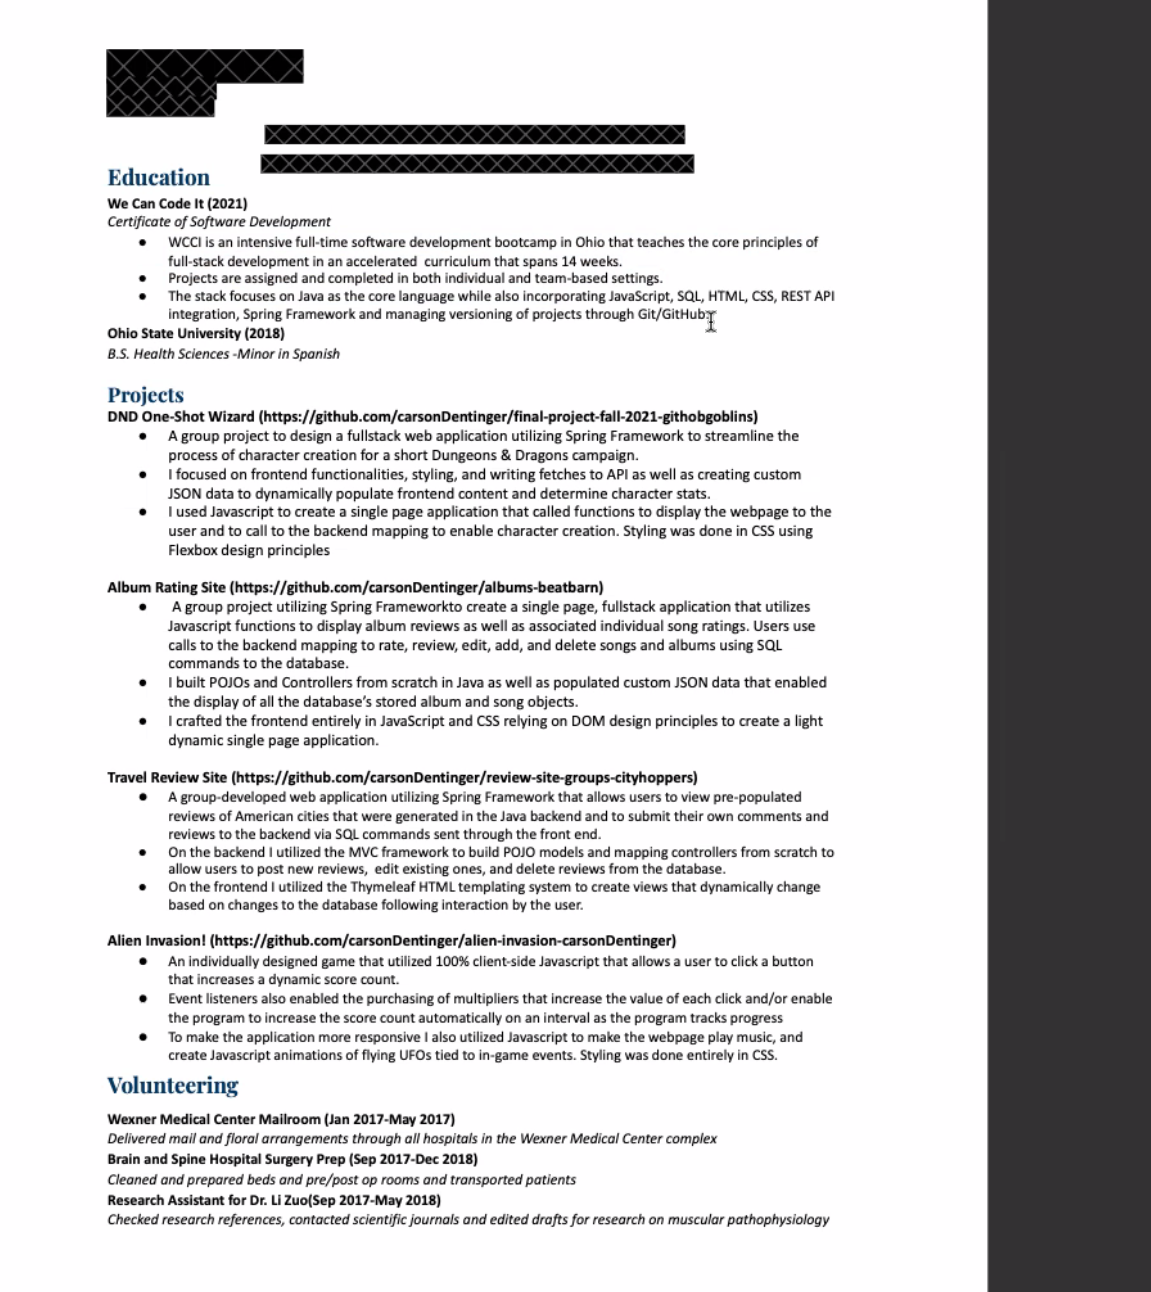 Education
We Can Code It (2021)
Certificate of Software Development
● WCCI is an intensive full-time software development bootcamp in Ohio that teaches the core principles of
full-stack development in an accelerated  curriculum that spans 14 weeks.
● Projects are assigned and completed in both individual and team-based settings.
● The stack focuses on Java as the core language while also incorporating JavaScript, SQL, HTML, CSS, REST API
integration, Spring Framework and managing versioning of projects through Git/GitHub.
Ohio State University (2018)
B.S. Health Sciences -Minor in Spanish
Projects
DND One-Shot Wizard (https://github.com/carsonDentinger/final-project-fall-2021-githobgoblins)
● A group project to design a fullstack web application utilizing Spring Framework to streamline the
process of character creation for a short Dungeons & Dragons campaign.
● I focused on frontend functionalities, styling, and writing fetches to API as well as creating custom
JSON data to dynamically populate frontend content and determine character stats.
● I used Javascript to create a single page application that called functions to display the webpage to the
user and to call to the backend mapping to enable character creation. Styling was done in CSS using
Flexbox design principles
Album Rating Site (https://github.com/carsonDentinger/albums-beatbarn)
● A group project utilizing Spring Frameworkto create a single page, fullstack application that utilizes
Javascript functions to display album reviews as well as associated individual song ratings. Users use
calls to the backend mapping to rate, review, edit, add, and delete songs and albums using SQL
commands to the database.
● I built POJOs and Controllers from scratch in Java as well as populated custom JSON data that enabled
the display of all the database's stored album and song objects.
● I crafted the frontend entirely in JavaScript and CSS relying on DOM design principles to create a light
dynamic single page application.
Travel Review Site (https://github.com/carsonDentinger/review-site-groups-cityhoppers)
● A group-developed web application utilizing Spring Framework that allows users to view pre-populated
reviews of American cities that were generated in the Java backend and to submit their own comments and
reviews to the backend via SQL commands sent through the front end.
● On the backend I utilized the MVC framework to build POJO models and mapping controllers from scratch to
allow users to post new reviews,  edit existing ones, and delete reviews from the database.
● On the frontend I utilized the Thymeleaf HTML templating system to create views that dynamically change
based on changes to the database following interaction by the user.
Alien Invasion! (https://github.com/carsonDentinger/alien-invasion-carsonDentinger)
● An individually designed game that utilized 100% client-side Javascript that allows a user to click a button
that increases a dynamic score count.
● Event listeners also enabled the purchasing of multipliers that increase the value of each click and/or enable
the program to increase the score count automatically on an interval as the program tracks progress
● To make the application more responsive I also utilized Javascript to make the webpage play music, and
create Javascript animations of flying UFOs tied to in-game events. Styling was done entirely in CSS.
Volunteering
Wexner Medical Center Mailroom (Jan 2017-May 2017)
Delivered mail and floral arrangements through all hospitals in the Wexner Medical Center complex
Brain and Spine Hospital Surgery Prep (Sep 2017-Dec 2018)
Cleaned and prepared beds and pre/post op rooms and transported patients
Research Assistant for Dr. Li Zuo(Sep 2017-May 2018)
Checked research references, contacted scientific journals and edited drafts for research on muscular pathophysiology